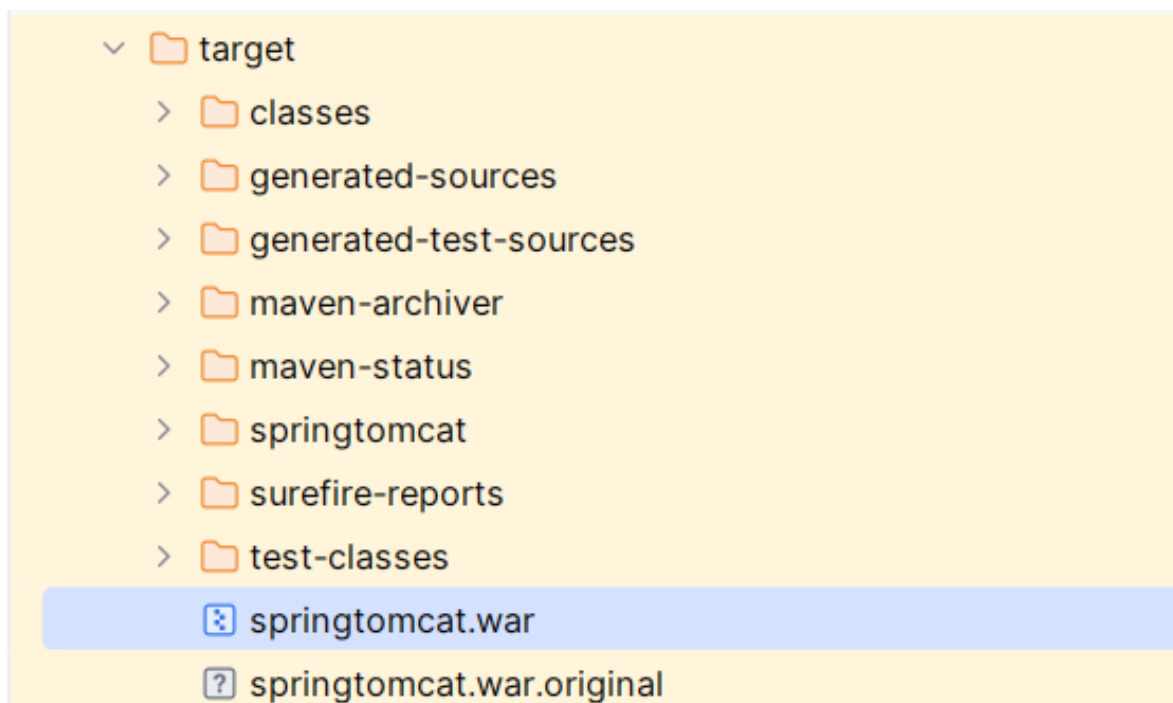 target
classes
generated-sources
generated-test-sources
maven-archiver
maven-status
springtomcat
surefire-reports
test-classes
springtomcat.war
springtomcat.war.original